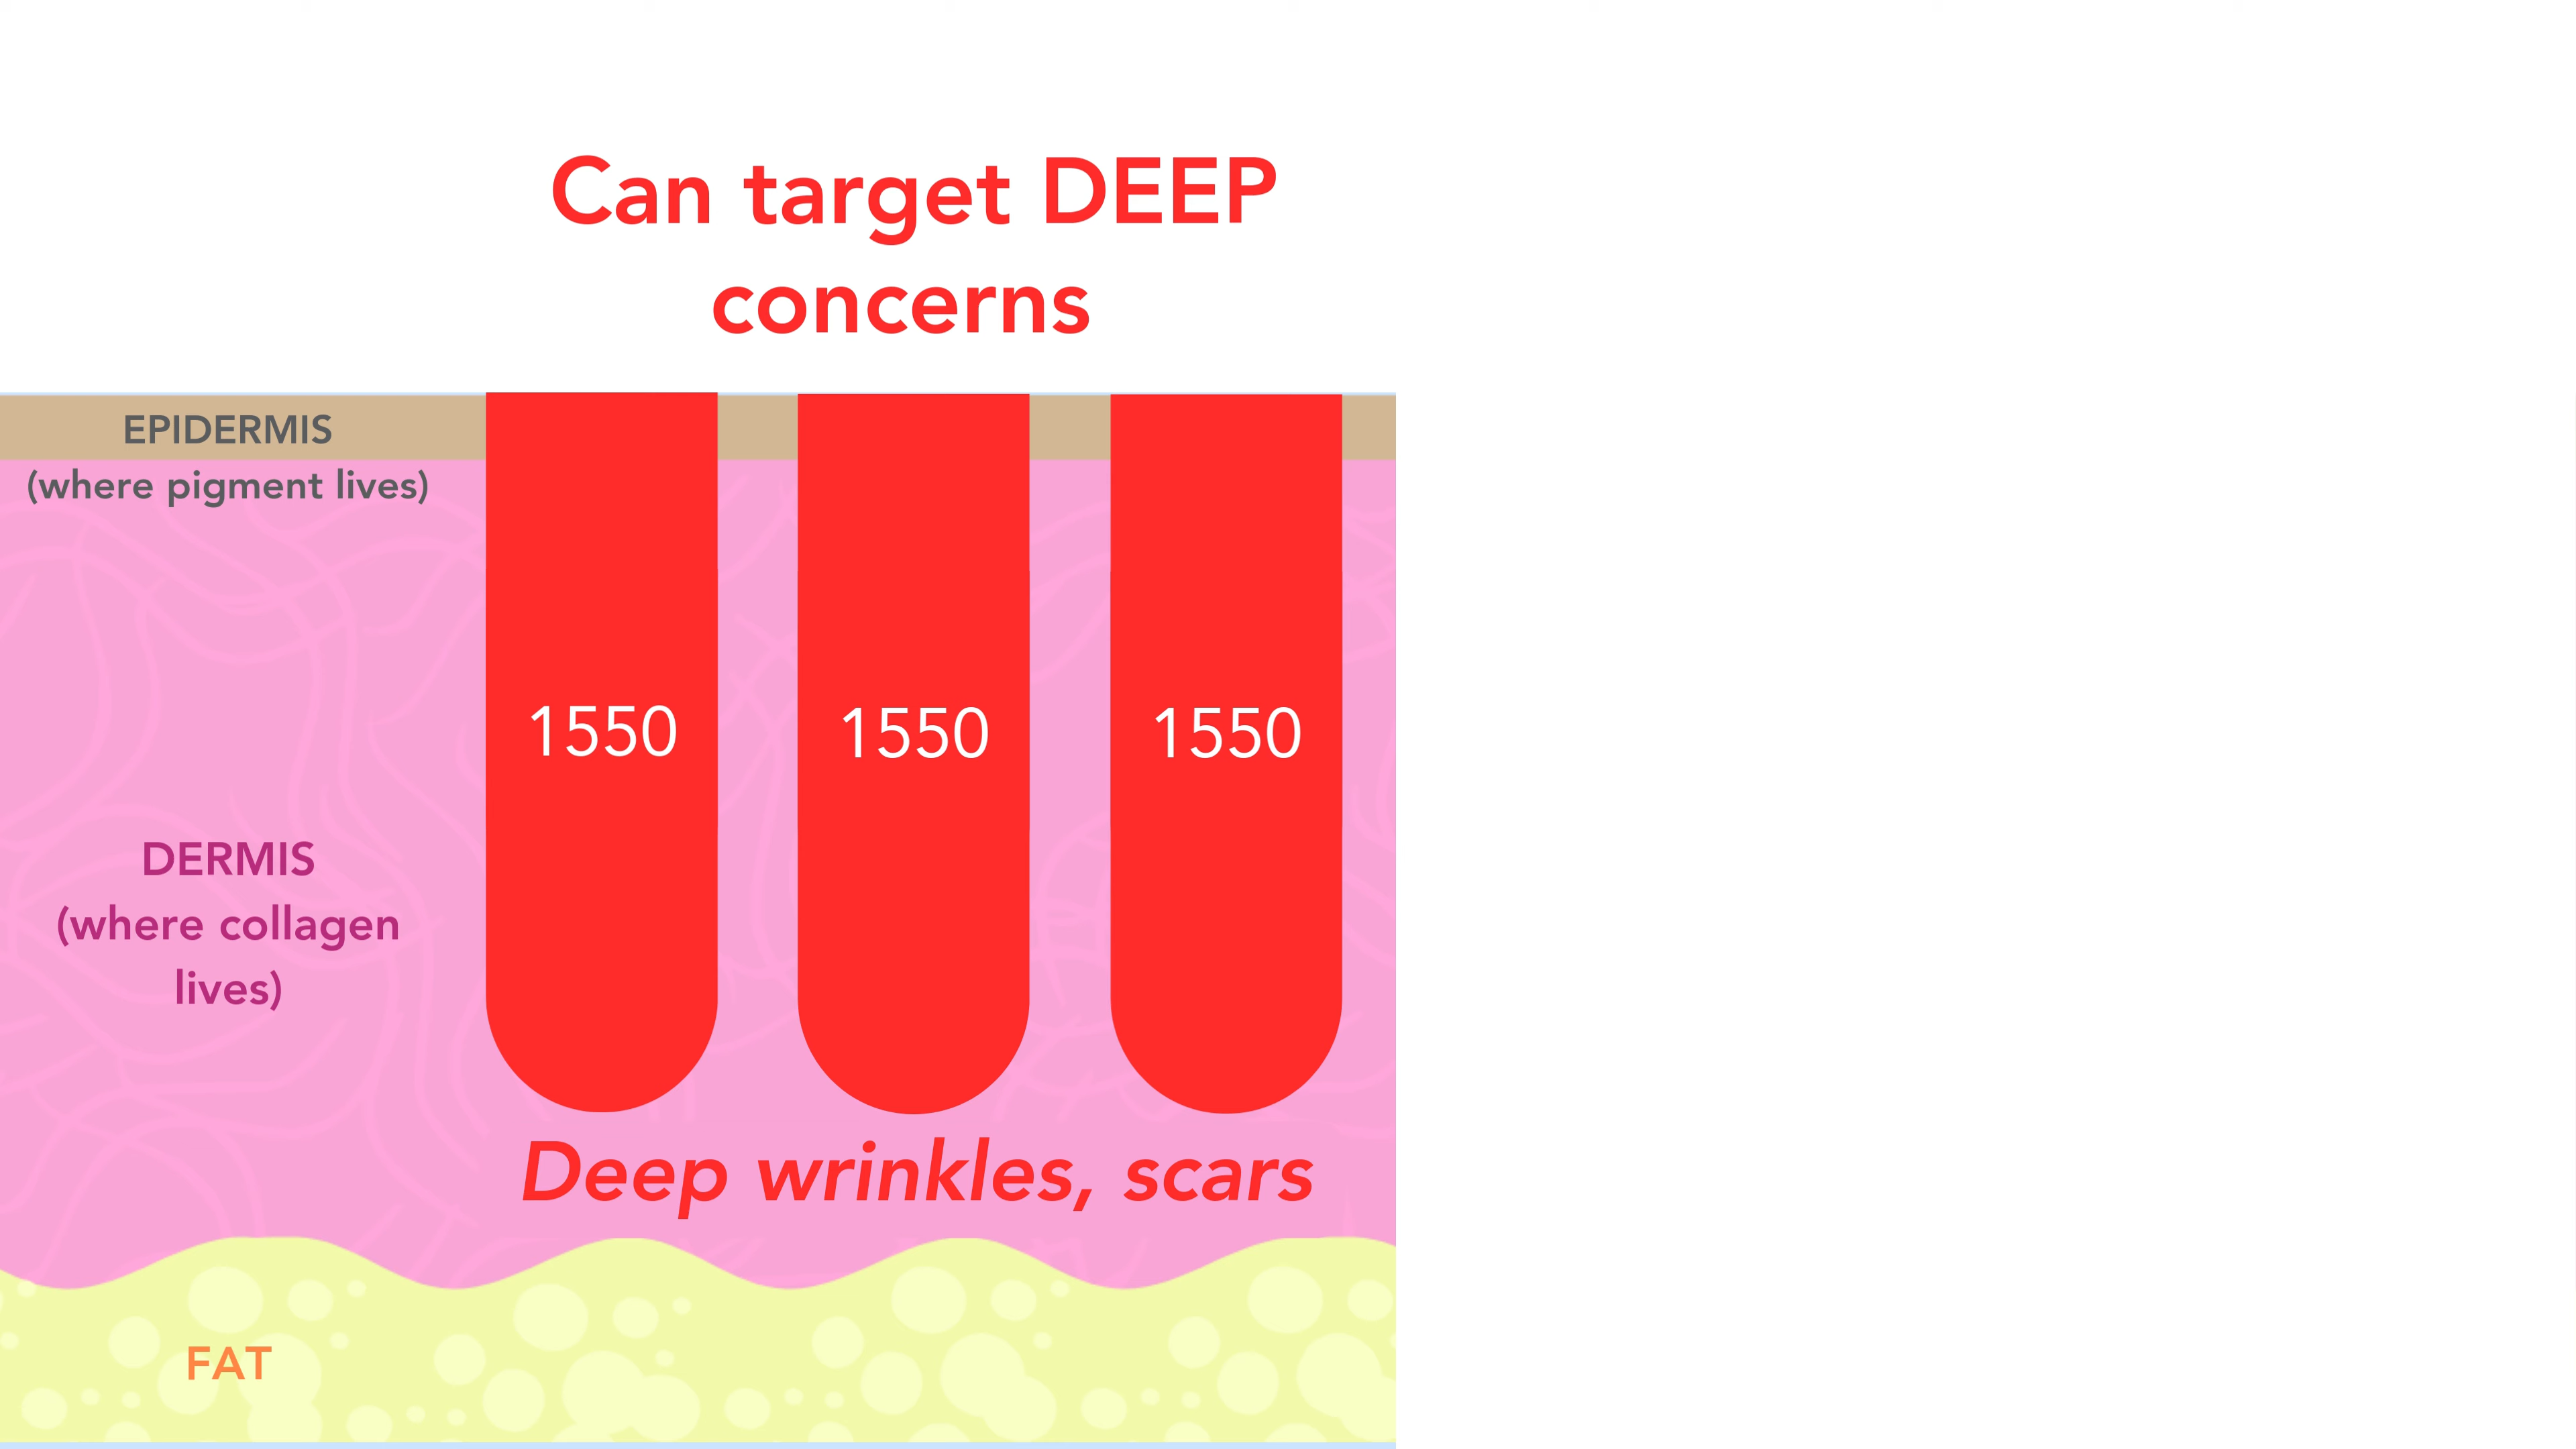 Can target DEEP
concerns
EPIDERMIS
(where pigment lives)
1550
1550
1550
DERMIS
(where collagen
lives)
Deep wrinkles, scars
FAT